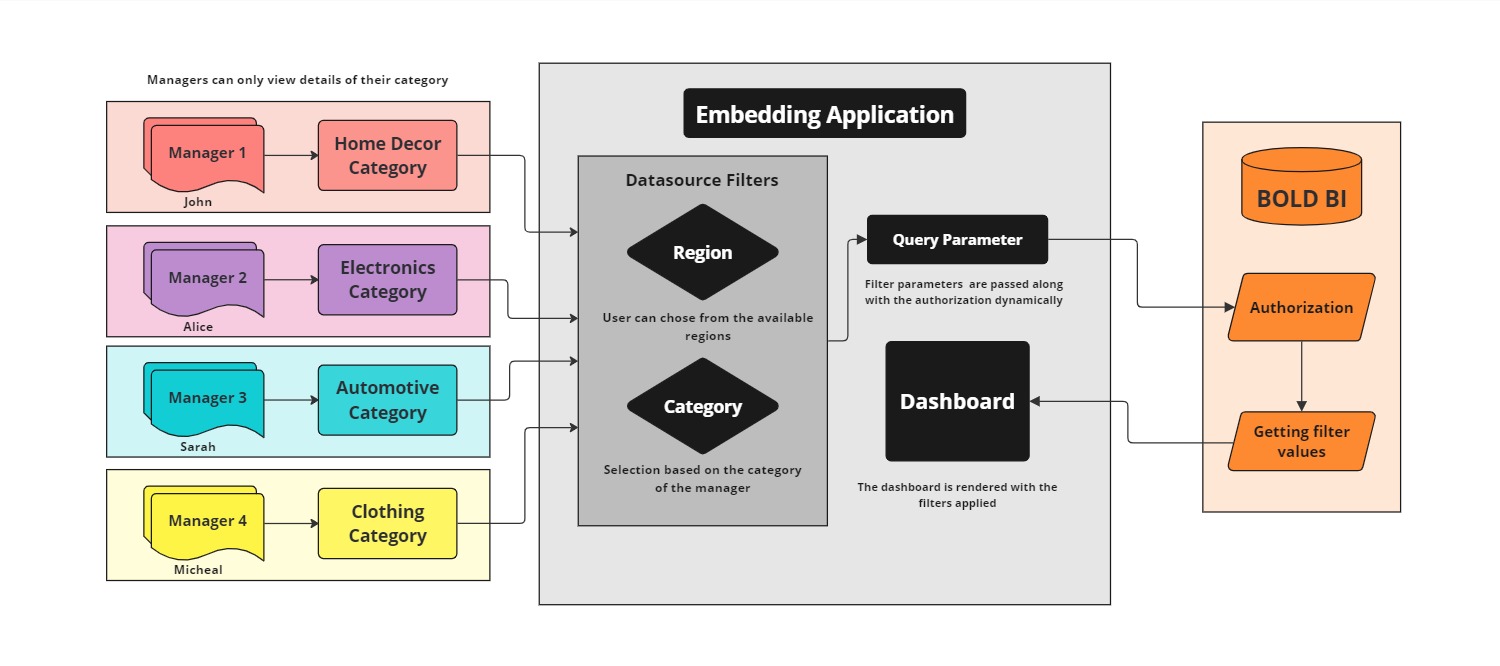 Managers can only view details of their category
Manager 1
John
Home Decor
Category
Manager 2
Alice
Electronics
Category
Manager 3
Sarah
Automotive
Category
Manager 4
Micheal
Clothing
Category
Embedding Application
Datasource Filters
Region
User can chose from the available
regions
Category
Selection based on the category
of the manager
Query Parameter
Filter parameters are passed along
with the authorization dynamically
Dashboard
The dashboard is rendered with the
filters applied
BOLD BI
Authorization
Getting filter
values